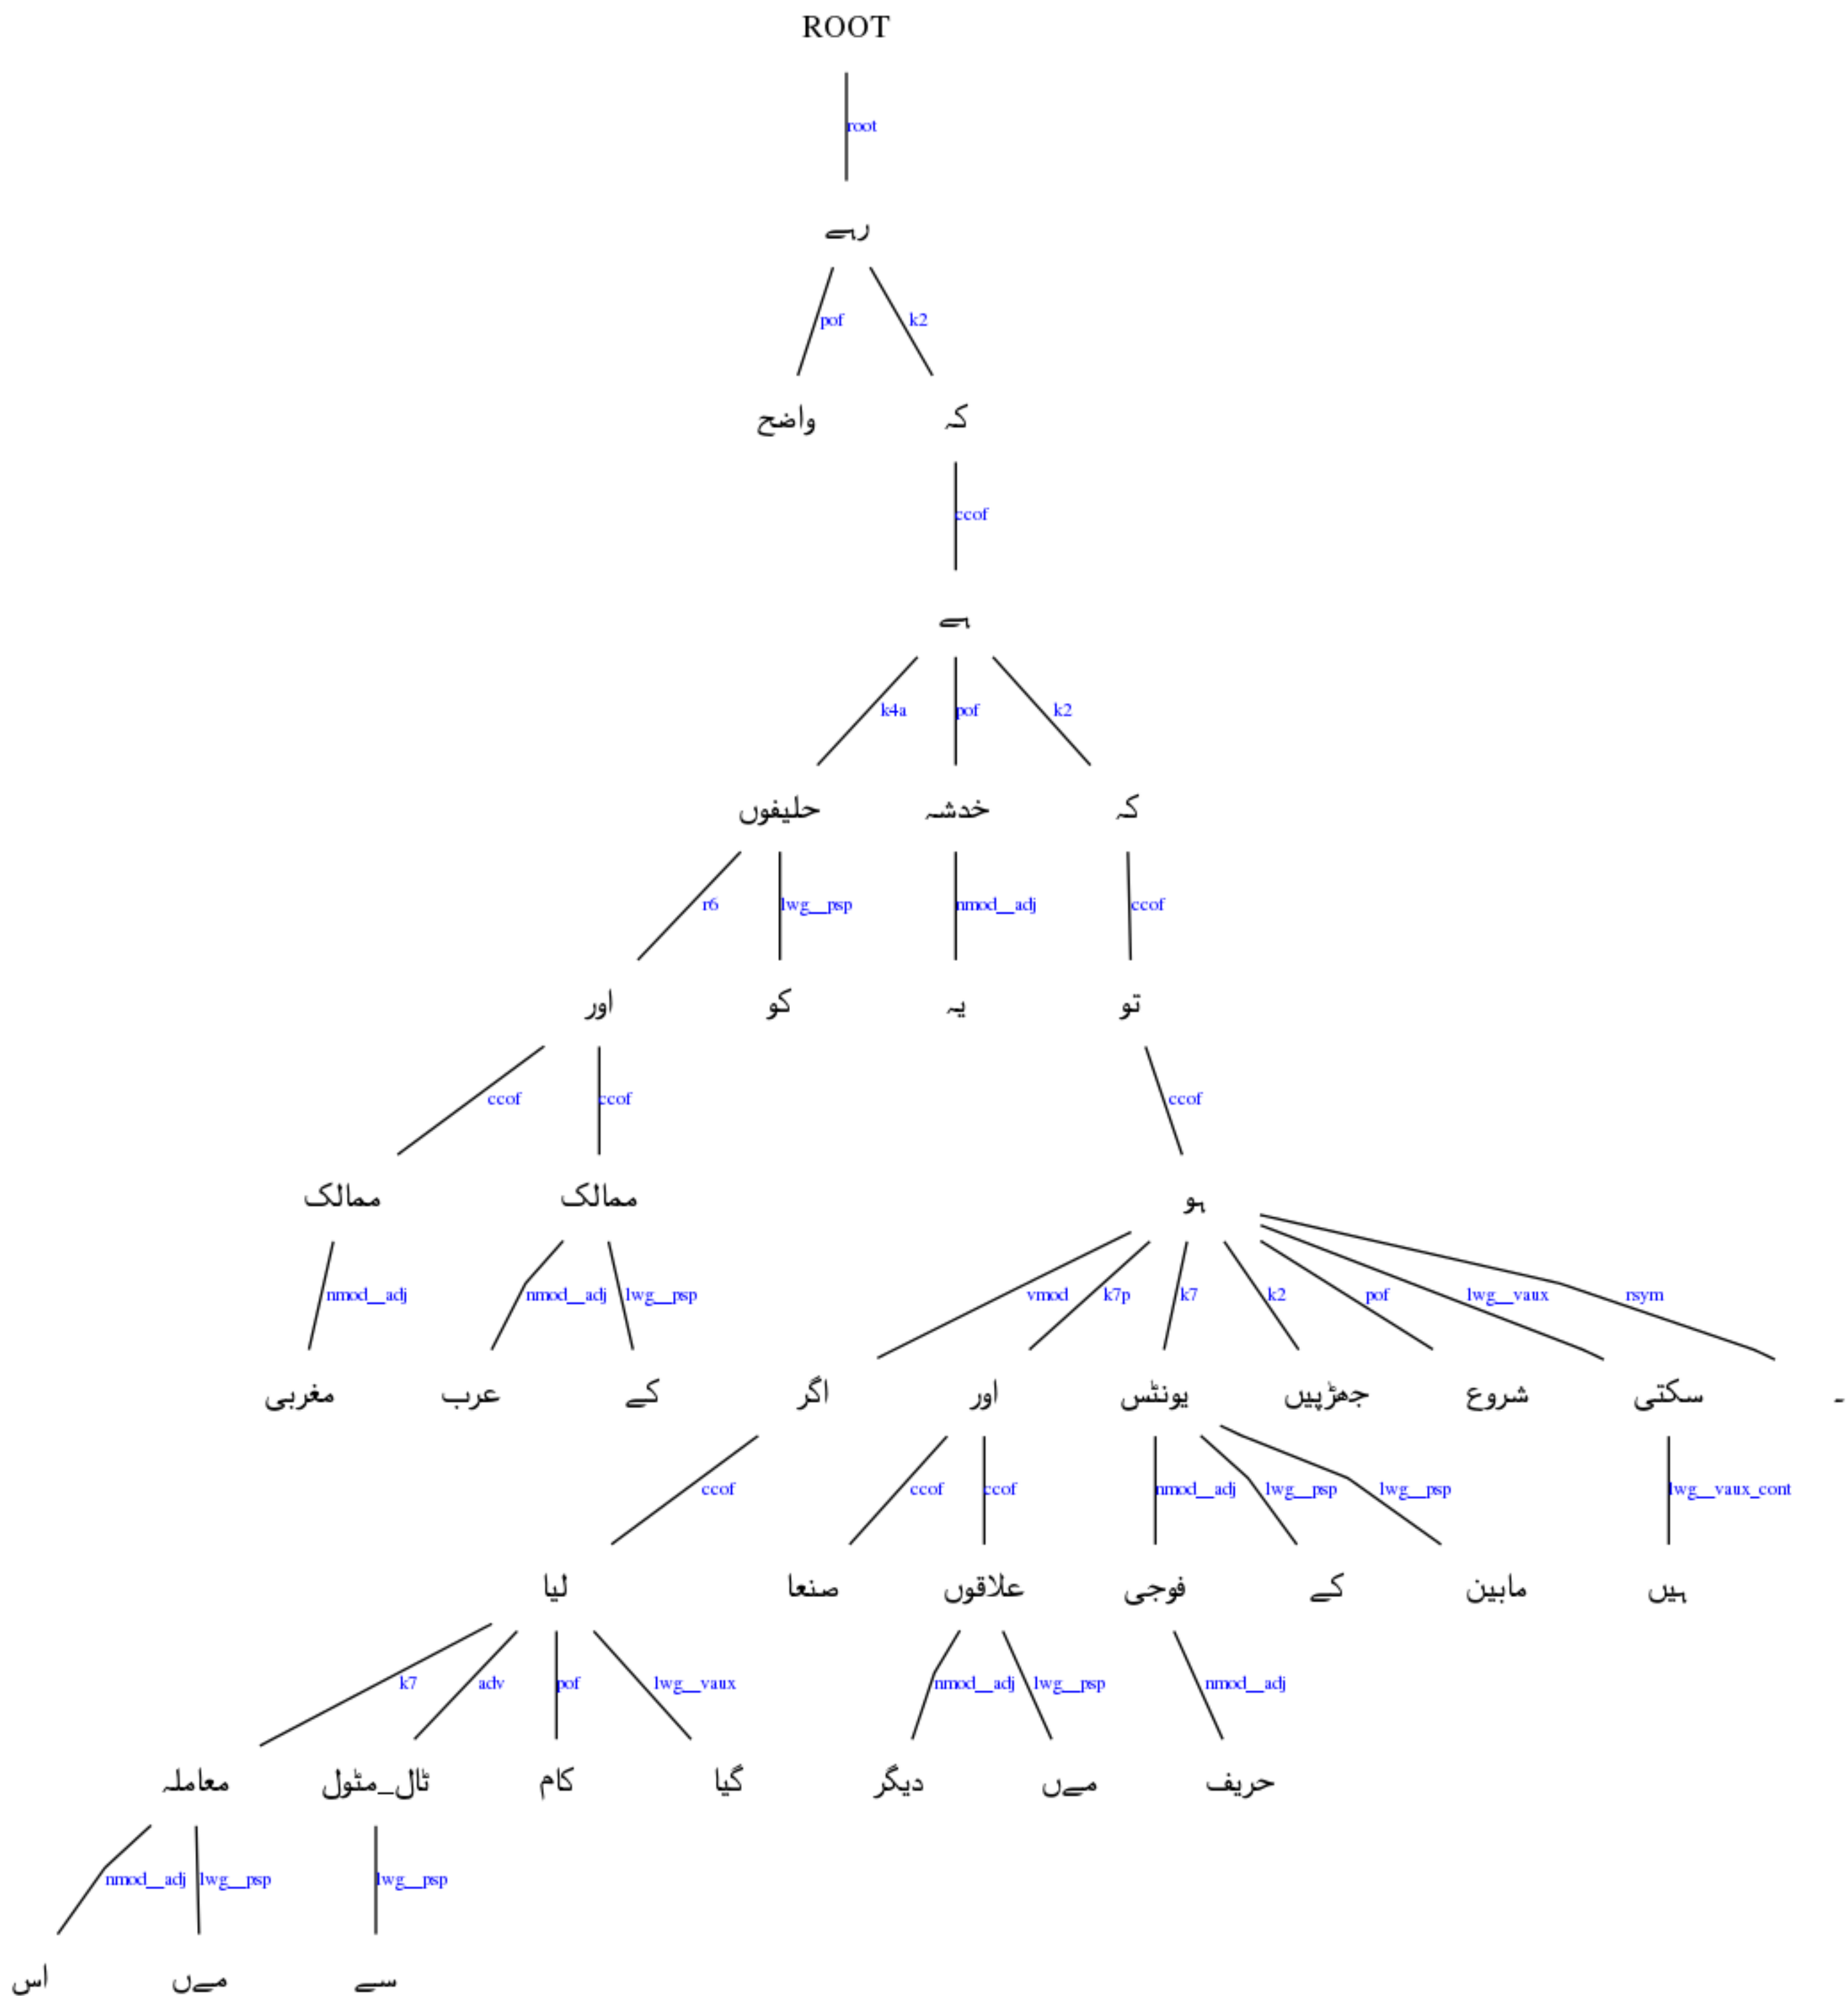 ROOT
root
رہے
pof k2
واضح کہ
ccof
ہے
k4a pof k2
حلیفوں خدشہ کہ
r6 lwg__psp nmod__adj ccof
اور کو یہ تو
ccof ccof ccof
ممالک ممالک ہو
nmod__adj nmod__adj lwg__psp vmod k7p k7 k2 pof lwg__vaux rsym
مغربی عرب کے اگر اور یونٹس جھڑپیں شروع سکتی ۔
ccof ccof ccof nmod__adj lwg__psp lwg__psp lwg__vaux_cont
لیا صنعا علاقوں فوجی کے مابین ہیں
k7 adv pof lwg__vaux nmod__adj lwg__psp nmod__adj
معاملہ ٹال_مٹول کام گیا دیگر مےں حریف
nmod__adj lwg__psp lwg__psp
اس مےں سے